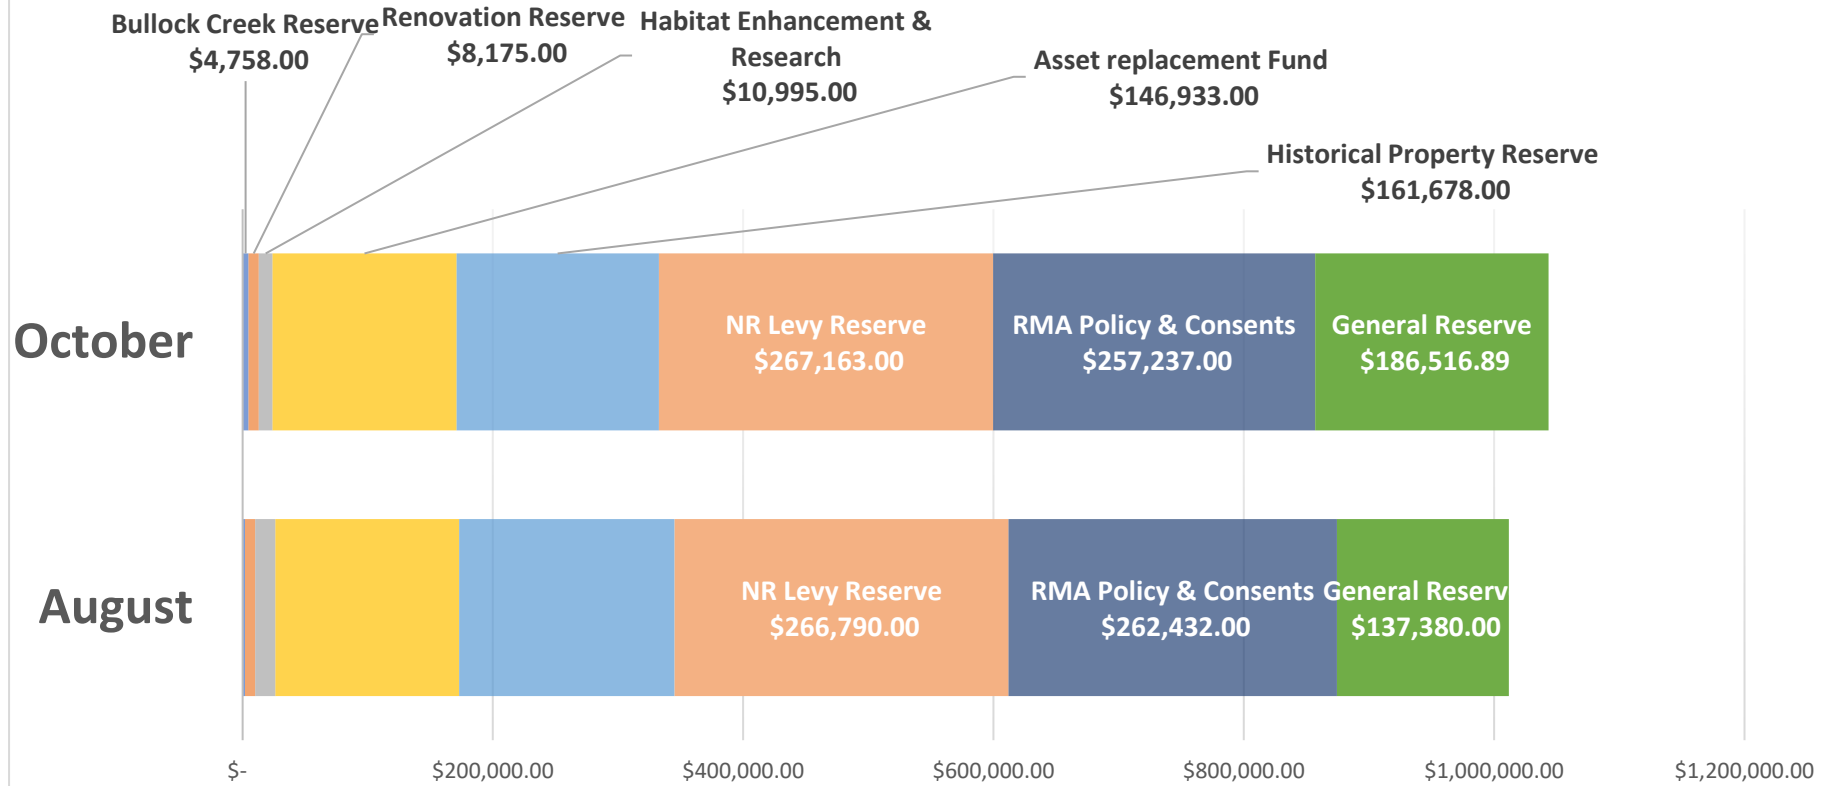 Bullock Creek Reserve
$4,758.00
Renovation Reserve
$8,175.00
Habitat Enhancement &
Research
$10,995.00
Asset replacement Fund
$146,933.00
Historical Property Reserve
$161,678.00
October
NR Levy Reserve
$267,163.00
RMA Policy & Consents
$257,237.00
General Reserve
$186,516.89
August
NR Levy Reserve
$266,790.00
RMA Policy & Consents
$262,432.00
General Reserv
$137,380.00
$-
$200,000.00
$400,000.00
$600,000.00
$800,000.00
$1,000,000.00
$1,200,000.00